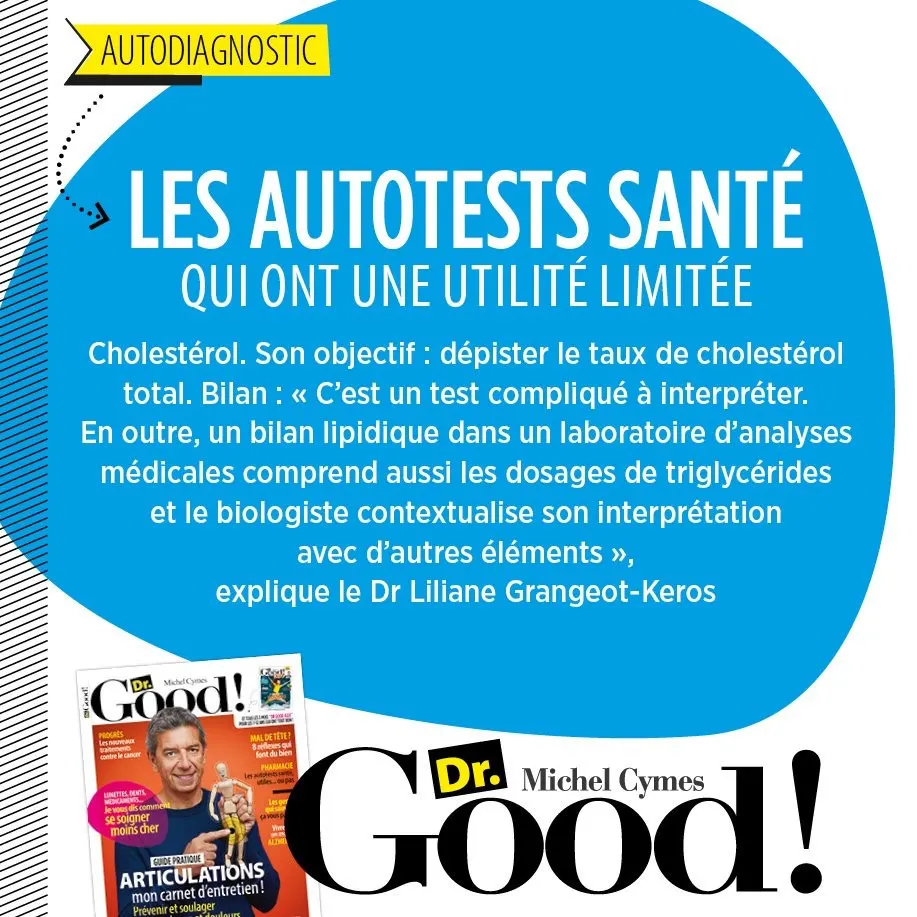 AUTODIAGNOSTIC
LES AUTOTESTS SANTÉ
QUI ONT UNE UTILITÉ LIMITÉE
Cholestérol. Son objectif : dépister le taux de cholestérol
total. Bilan : « C’est un test compliqué à interpréter.
En outre, un bilan lipidique dans un laboratoire d’analyses
médicales comprend aussi les dosages de triglycérides
et le biologiste contextualise son interprétation
avec d’autres éléments »,
explique le Dr Liliane Grangeot-Keros
Dr. Michel Cymes
Good!
PROGRÈS
Les nouveaux
traitements
contre le cancer
MAL DE TÊTE ?
8 réflexes qui
font du bien
PHARMACIE
Les autotests santé,
utiles... ou pas
LUNETTES, DENTS,
MÉDICAMENTS...
Je vous dis comment
se soigner
moins cher
GUIDE PRATIQUE
ARTICULATIONS
mon carnet d’entretien !
Prévenir et soulager
Dr. Michel Cymes
Good!